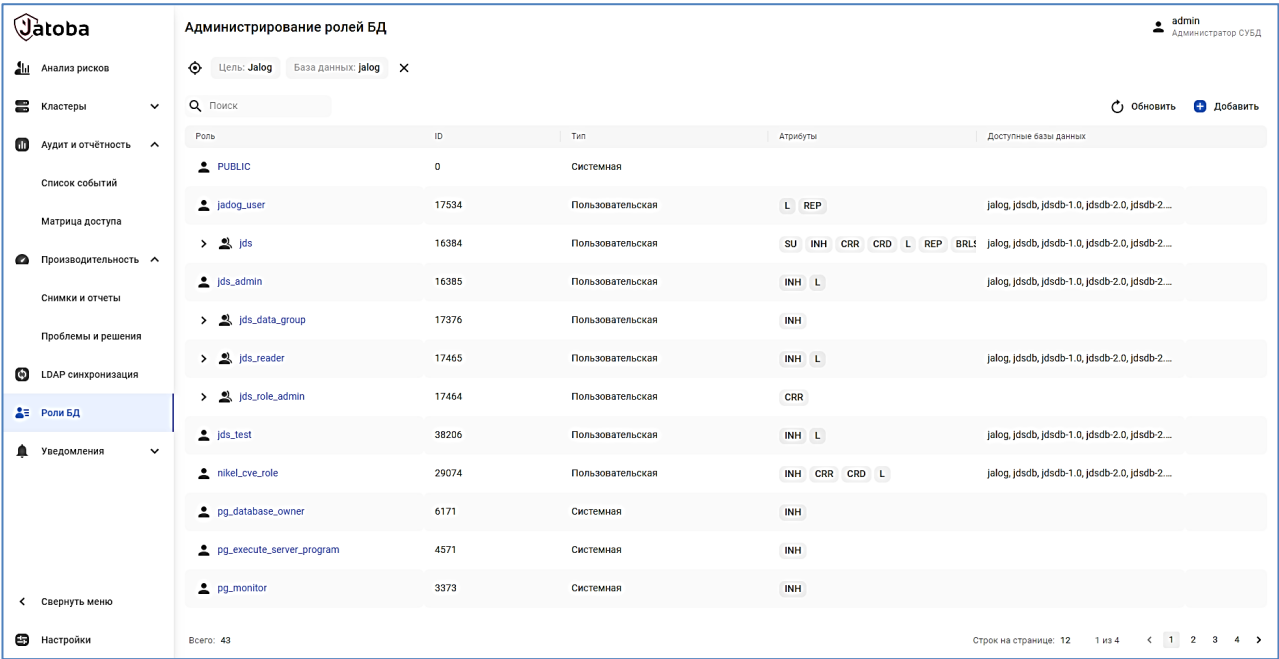 Jatoba
Администрирование ролей БД
admin
Администратор СУБД
Анализ рисков
Цель: Jalog База данных: jalog
Кластеры
Поиск
Обновить Добавить
Роль ID Тип Атрибуты Доступные базы данных
Аудит и отчётность
PUBLIC 0 Системная
Список событий
jadog_user 17534 Пользовательская L REP jalog, jdsdb, jdsdb-1.0, jdsdb-2.0, jdsdb-2....
Матрица доступа
jds 16384 Пользовательская SU INH CRR CRD L REP BRLS jalog, jdsdb, jdsdb-1.0, jdsdb-2.0, jdsdb-2....
Производительность
jds_admin 16385 Пользовательская INH L jalog, jdsdb, jdsdb-1.0, jdsdb-2.0, jdsdb-2....
Снимки и отчеты
jds_data_group 17376 Пользовательская INH
Проблемы и решения
jds_reader 17465 Пользовательская INH L jalog, jdsdb, jdsdb-1.0, jdsdb-2.0, jdsdb-2....
LDAP синхронизация
jds_role_admin 17464 Пользовательская CRR
Роли БД
jds_test 38206 Пользовательская INH L jalog, jdsdb, jdsdb-1.0, jdsdb-2.0, jdsdb-2....
Уведомления
nikel_cve_role 29074 Пользовательская INH CRR CRD L jalog, jdsdb, jdsdb-1.0, jdsdb-2.0, jdsdb-2....
pg_database_owner 6171 Системная INH
pg_execute_server_program 4571 Системная INH
pg_monitor 3373 Системная INH
Свернуть меню
Настройки
Всего: 43 Строк на странице: 12 1 из 4 1 2 3 4